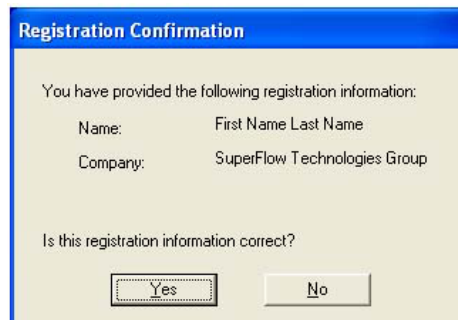 Registration Confirmation
You have provided the following registration information:
Name: First Name Last Name
Company: SuperFlow Technologies Group
Is this registration information correct?
Yes No